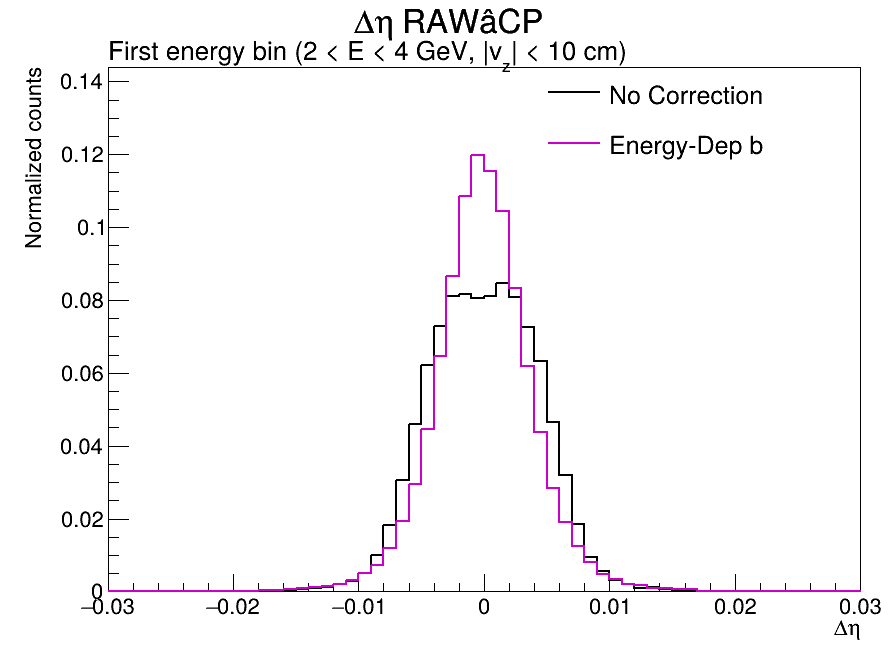 Δη RAWâCP
First energy bin (2 < E < 4 GeV, |v_z| < 10 cm)
Normalized counts
No Correction
Energy-Dep b
0.14
0.12
0.1
0.08
0.06
0.04
0.02
0
−0.03 −0.02 −0.01 0 0.01 0.02 0.03
Δη